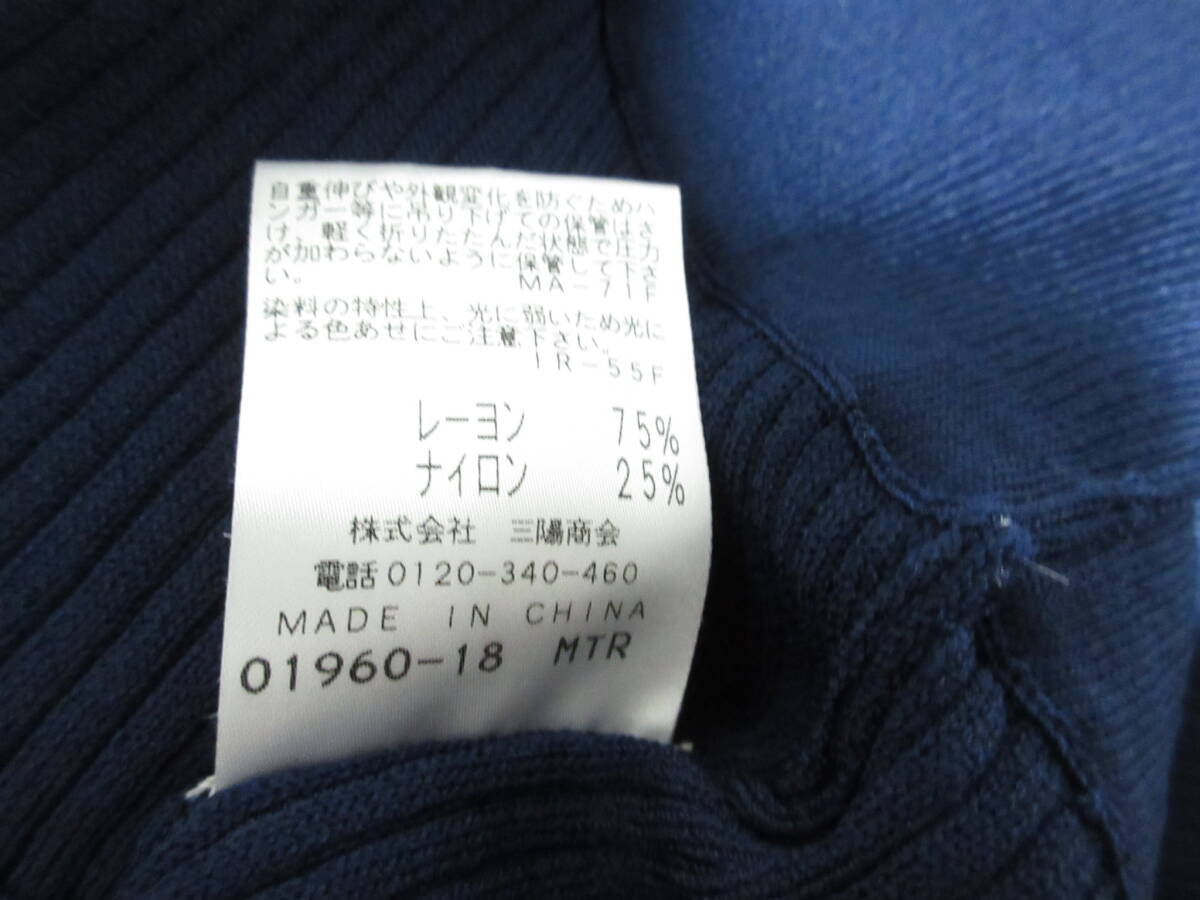 自重伸びや外観変化を防ぐためハ
ンガー等に吊り下げての保管はさ
け、軽く折りたたんだ状態で圧力
が加わらないように保管して下さ
い。 MA-71F
染料の特性上、光に弱いため光に
よる色あせにご注意下さい。
IR-55F
レーヨン 75%
ナイロン 25%
株式会社 三陽商会
電話0120-340-460
MADE IN CHINA
01960-18 MTR